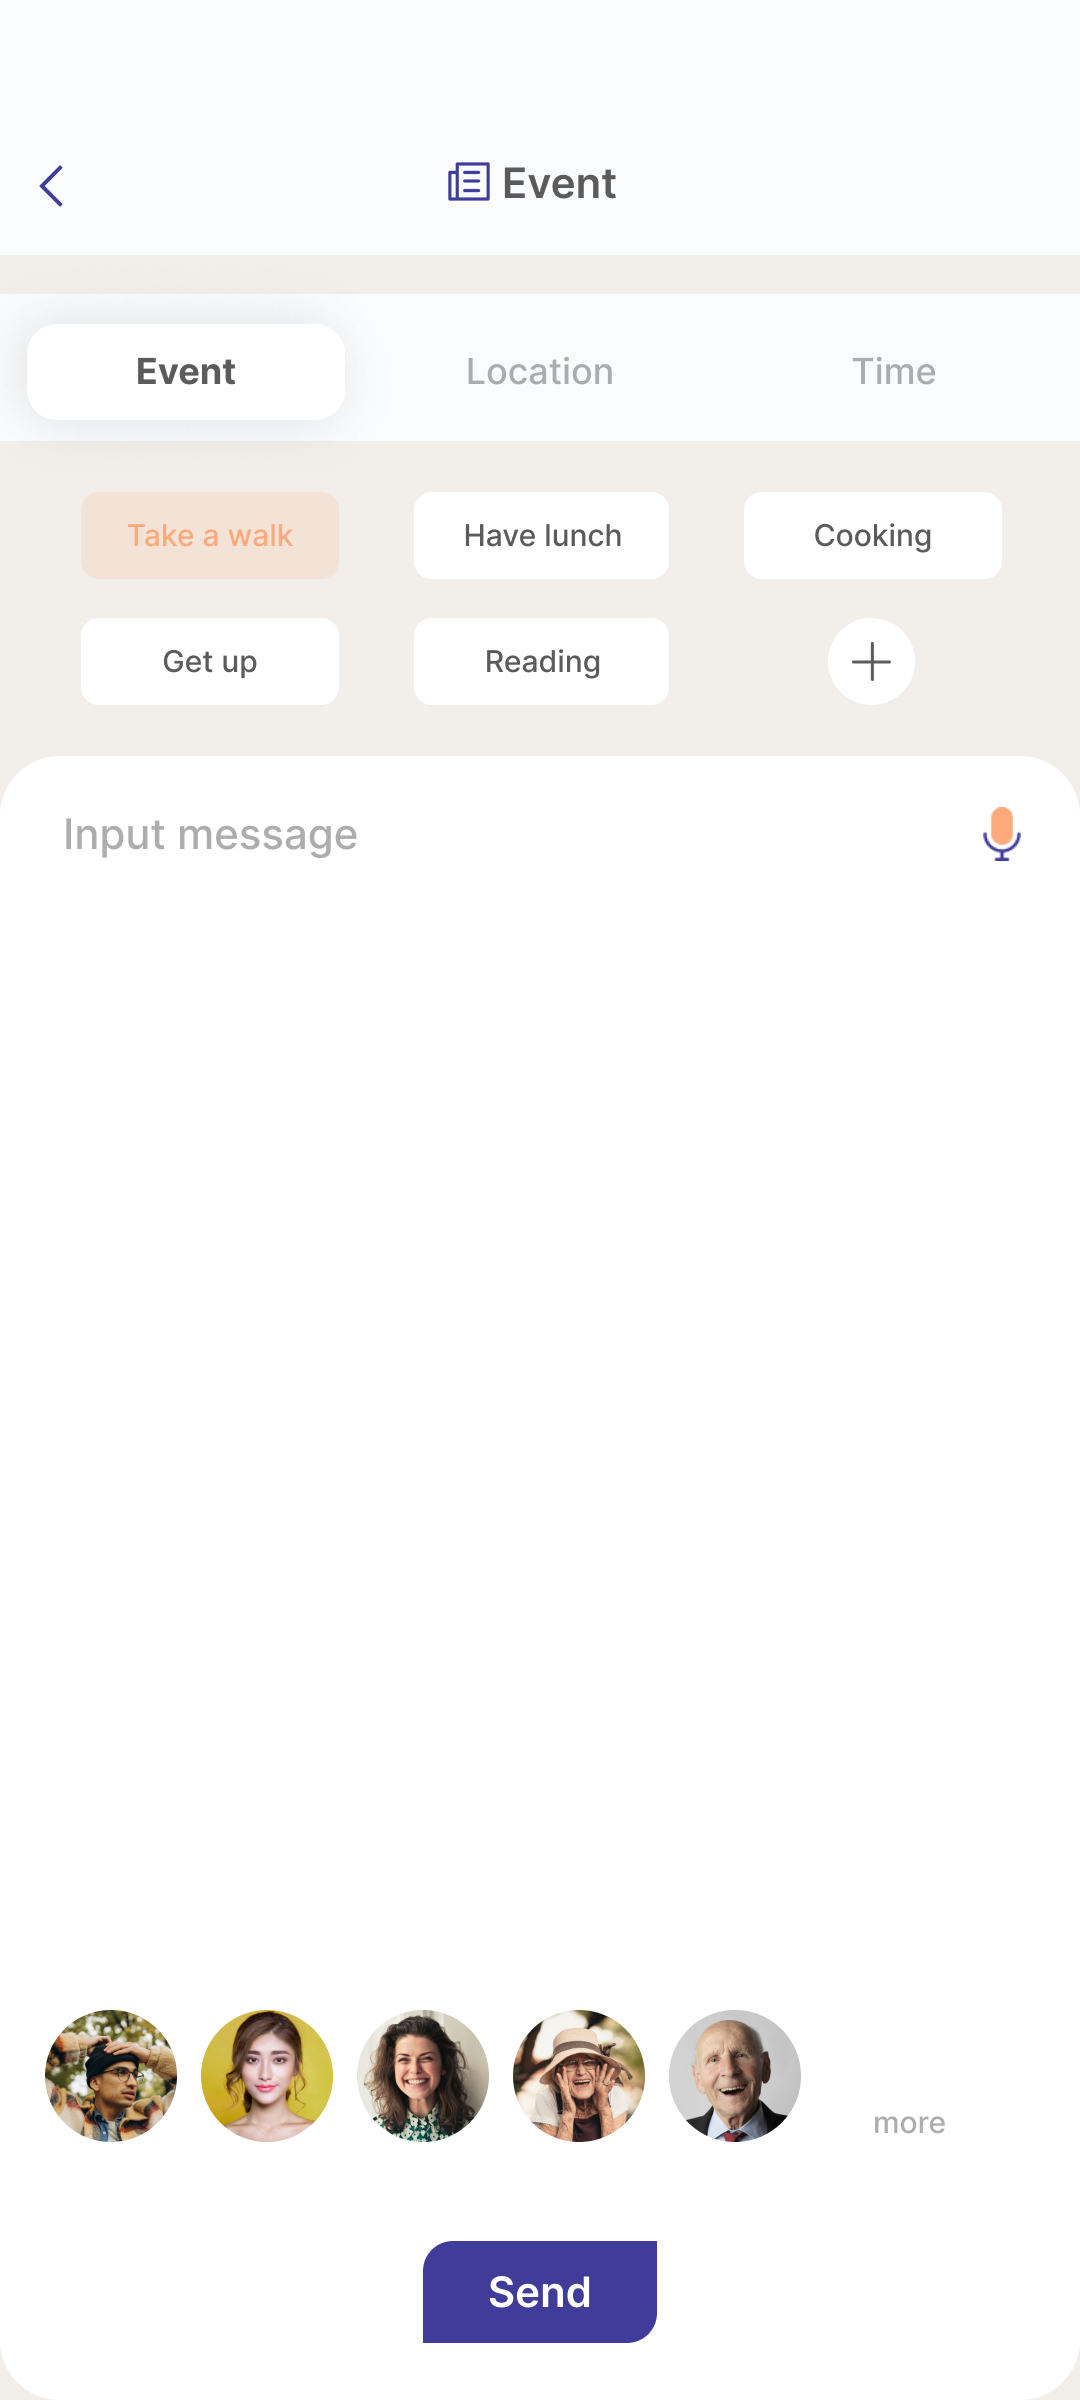 Event
Event Location Time
Take a walk Have lunch Cooking
Get up Reading
Input message
more
Send